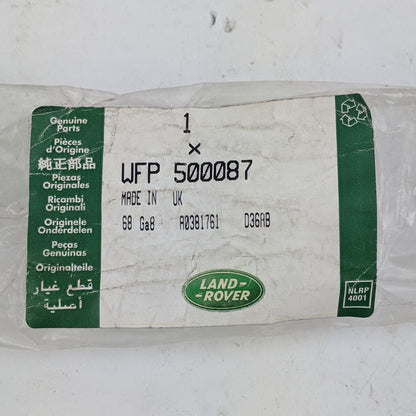 Genuine
Parts
Pièces
d'Origine
純正部品
Piezas
Originales
Ricambi
Originali
Originele
Onderdelen
Peças
Genuinas
Originalteile
قطع غيار
أصلية
1
×
WFP 500087
MADE IN UK
68 Ga8 A0381761 D36AB
LAND-
-ROVER
NLRP
4001